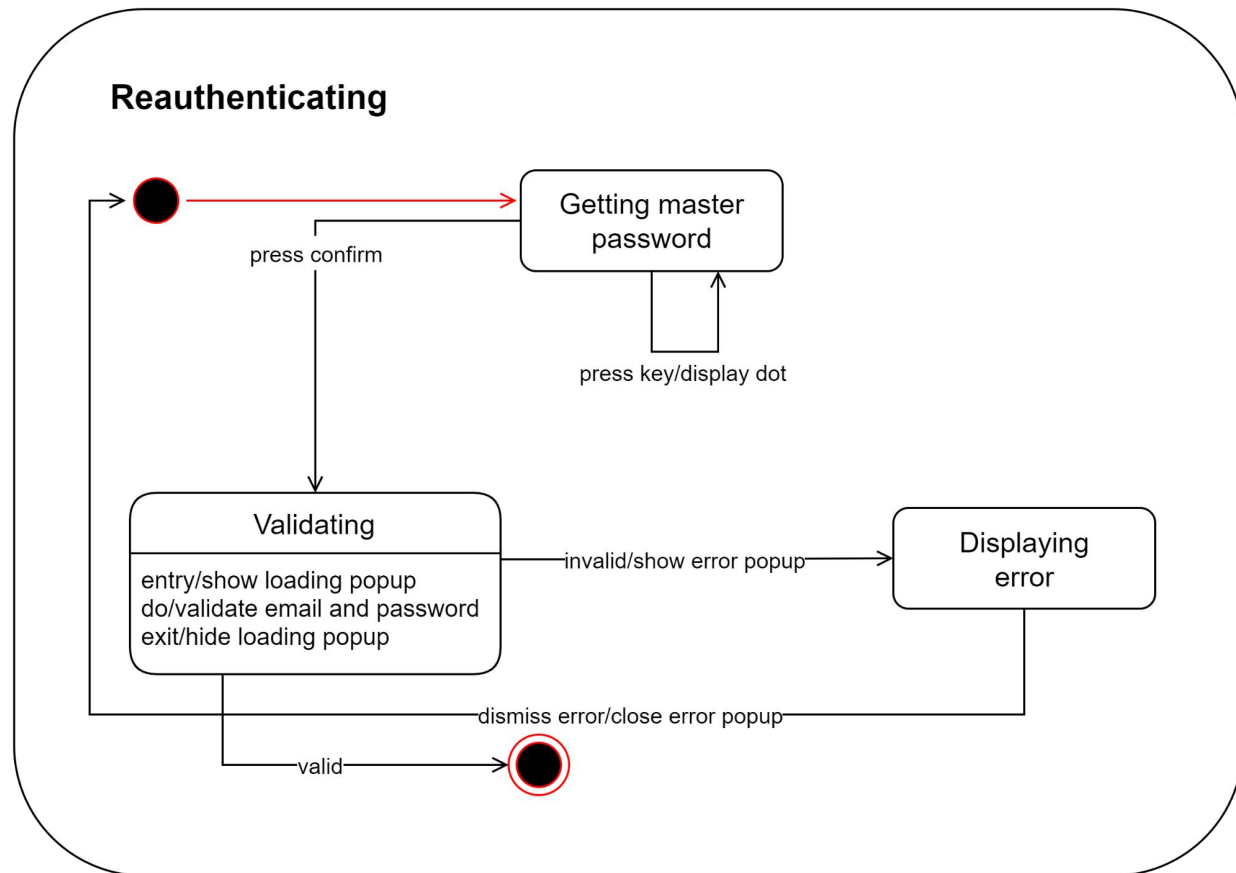 Reauthenticating
Getting master
password
press confirm
press key/display dot
Validating
entry/show loading popup
do/validate email and password
exit/hide loading popup
invalid/show error popup
Displaying
error
dismiss error/close error popup
valid